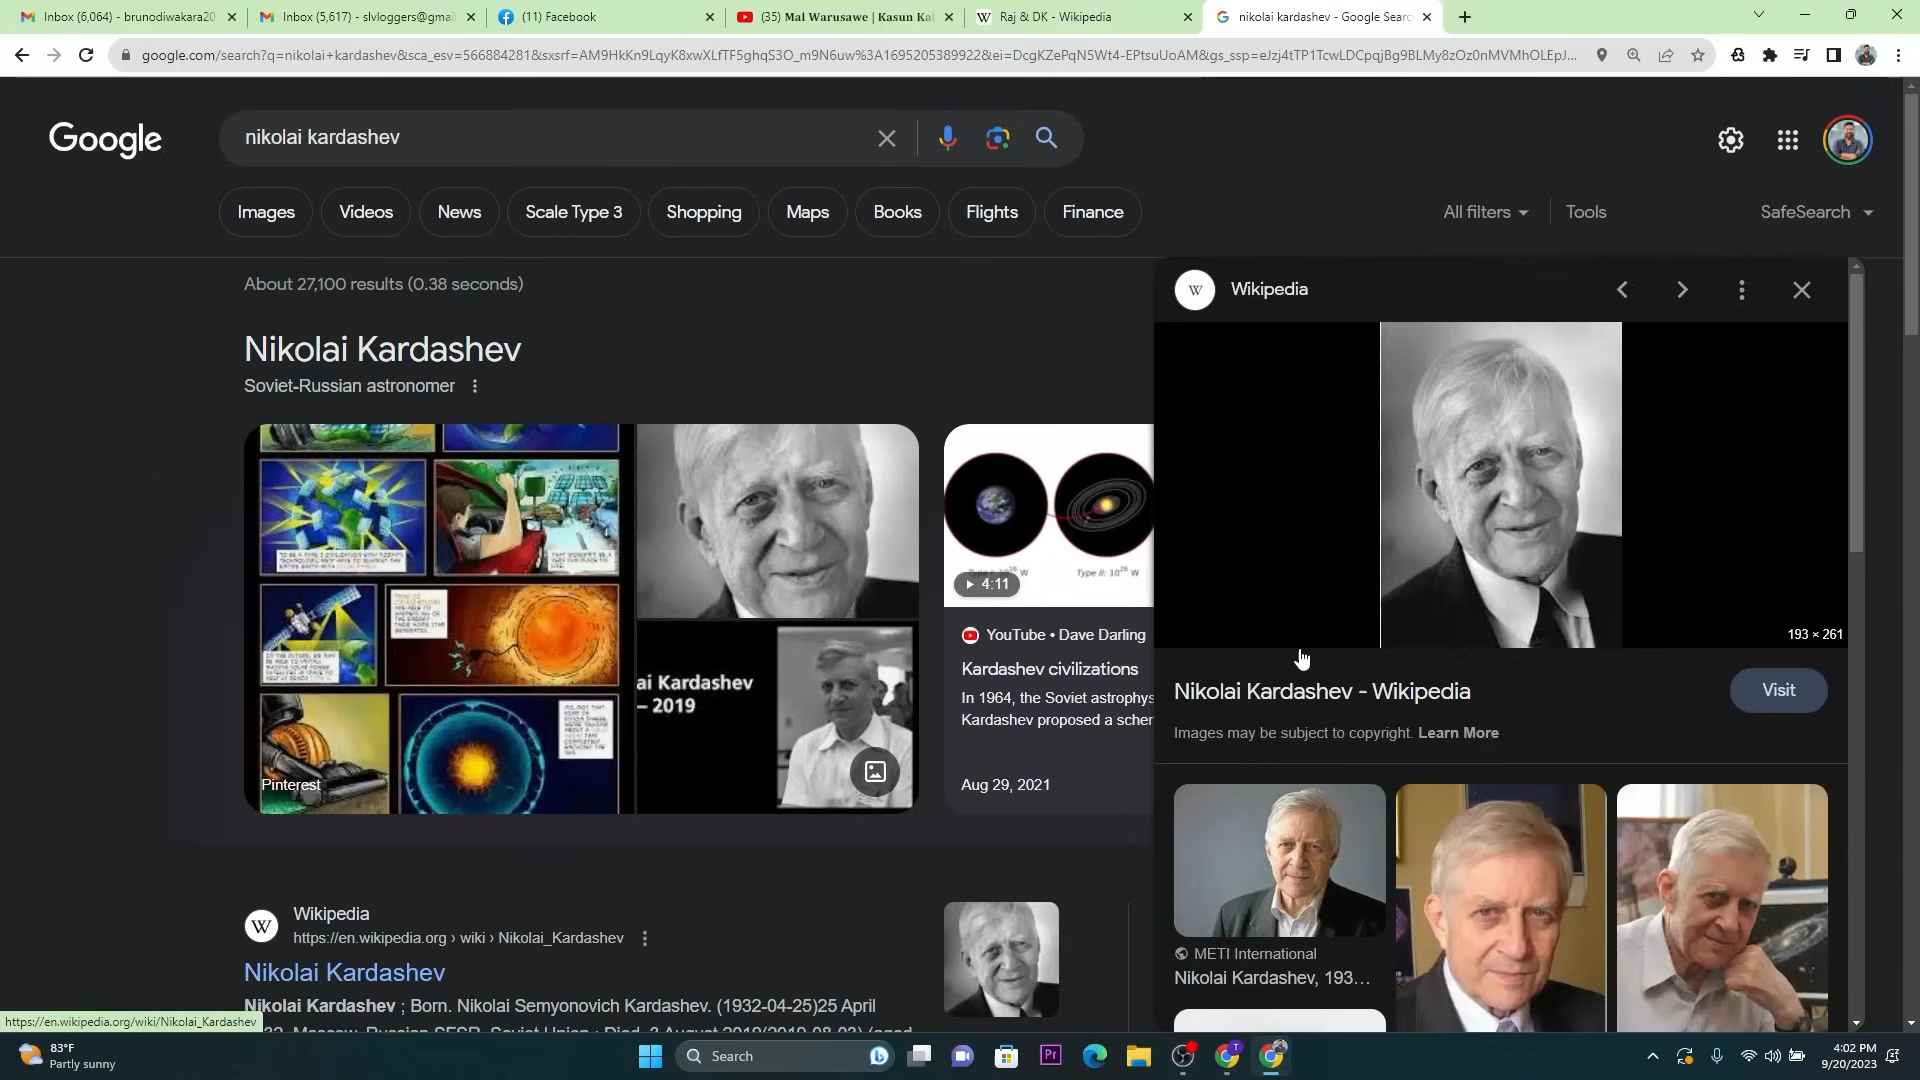 Inbox (6,064) - brunodiwakara20
Inbox (5,617) - slvloggers@gmai
(11) Facebook
(35) Mal Warusawe | Kasun Kal
Raj & DK - Wikipedia
nikolai kardashev - Google Searc
google.com/search?q=nikolai+kardashev&sca_esv=566884281&sxsrf=AM9HkKn9LqyK8xwXLfTF5ghqS3O_m9N6uw%3A1695205389922&ei=DcgKZePqN5Wt4-EPtsuUoAM&gs_ssp=eJzj4tTP1TcwLDCpqjBg9BLMy8zOz0nMVMhOLEpJ...
Google
nikolai kardashev
Images
Videos
News
Scale Type 3
Shopping
Maps
Books
Flights
Finance
All filters
Tools
SafeSearch
About 27,100 results (0.38 seconds)
Nikolai Kardashev
Soviet-Russian astronomer
ai Kardashev
– 2019
Pinterest
Type II: 10²⁶ W
4:11
YouTube • Dave Darling
Kardashev civilizations
In 1964, the Soviet astrophys
Kardashev proposed a scher
Aug 29, 2021
W
Wikipedia
193 × 261
Nikolai Kardashev - Wikipedia
Visit
Images may be subject to copyright. Learn More
METI International
Nikolai Kardashev, 193...
W
Wikipedia
https://en.wikipedia.org › wiki › Nikolai_Kardashev
Nikolai Kardashev
Nikolai Kardashev ; Born. Nikolai Semyonovich Kardashev. (1932-04-25)25 April
https://en.wikipedia.org/wiki/Nikolai_Kardashev
83°F
Partly sunny
Search
Pr
T
4:02 PM
9/20/2023